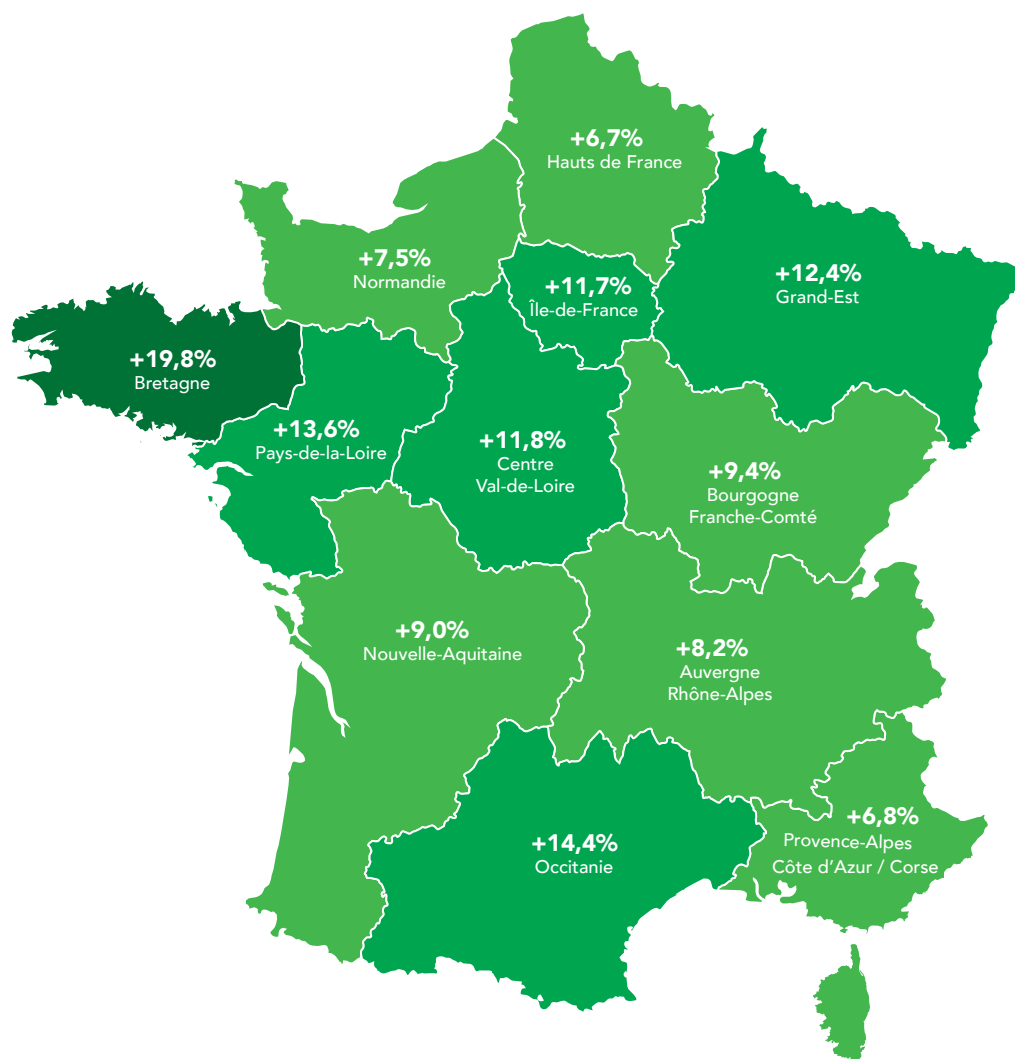 +6,7%
Hauts de France
+7,5%
Normandie
+11,7%
Île-de-France
+12,4%
Grand-Est
+19,8%
Bretagne
+13,6%
Pays-de-la-Loire
+11,8%
Centre
Val-de-Loire
+9,4%
Bourgogne
Franche-Comté
+9,0%
Nouvelle-Aquitaine
+8,2%
Auvergne
Rhône-Alpes
+6,8%
Provence-Alpes
Côte d'Azur / Corse
+14,4%
Occitanie